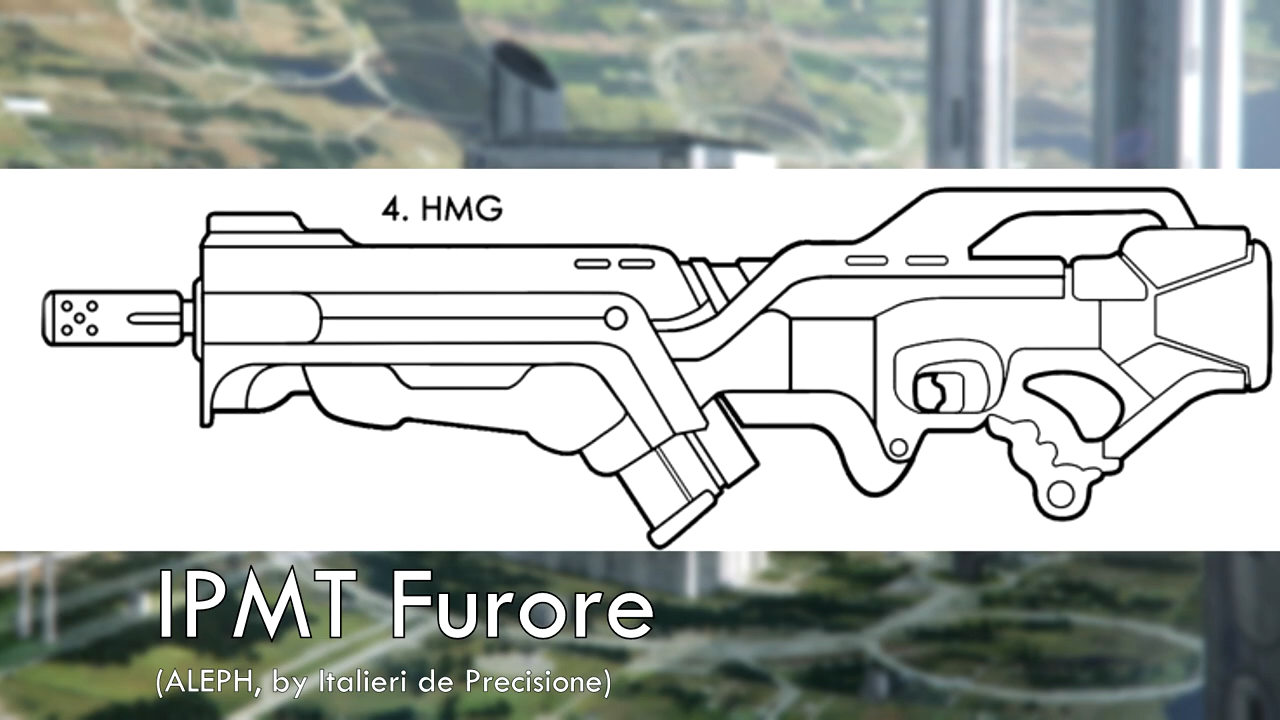 4. HMG
IPMT Furore
(ALEPH, by Italieri de Precisione)